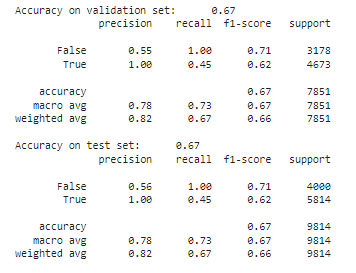 Accuracy on validation set: 0.67
precision recall f1-score support
False 0.55 1.00 0.71 3178
True 1.00 0.45 0.62 4673
accuracy 0.67 7851
macro avg 0.78 0.73 0.67 7851
weighted avg 0.82 0.67 0.66 7851
Accuracy on test set: 0.67
precision recall f1-score support
False 0.56 1.00 0.71 4000
True 1.00 0.45 0.62 5814
accuracy 0.67 9814
macro avg 0.78 0.73 0.67 9814
weighted avg 0.82 0.67 0.66 9814